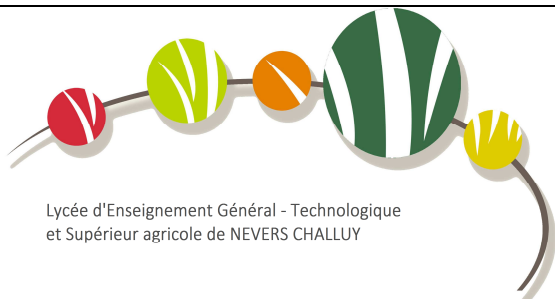 Lycée d'Enseignement Général - Technologique
et Supérieur agricole de NEVERS CHALLUY